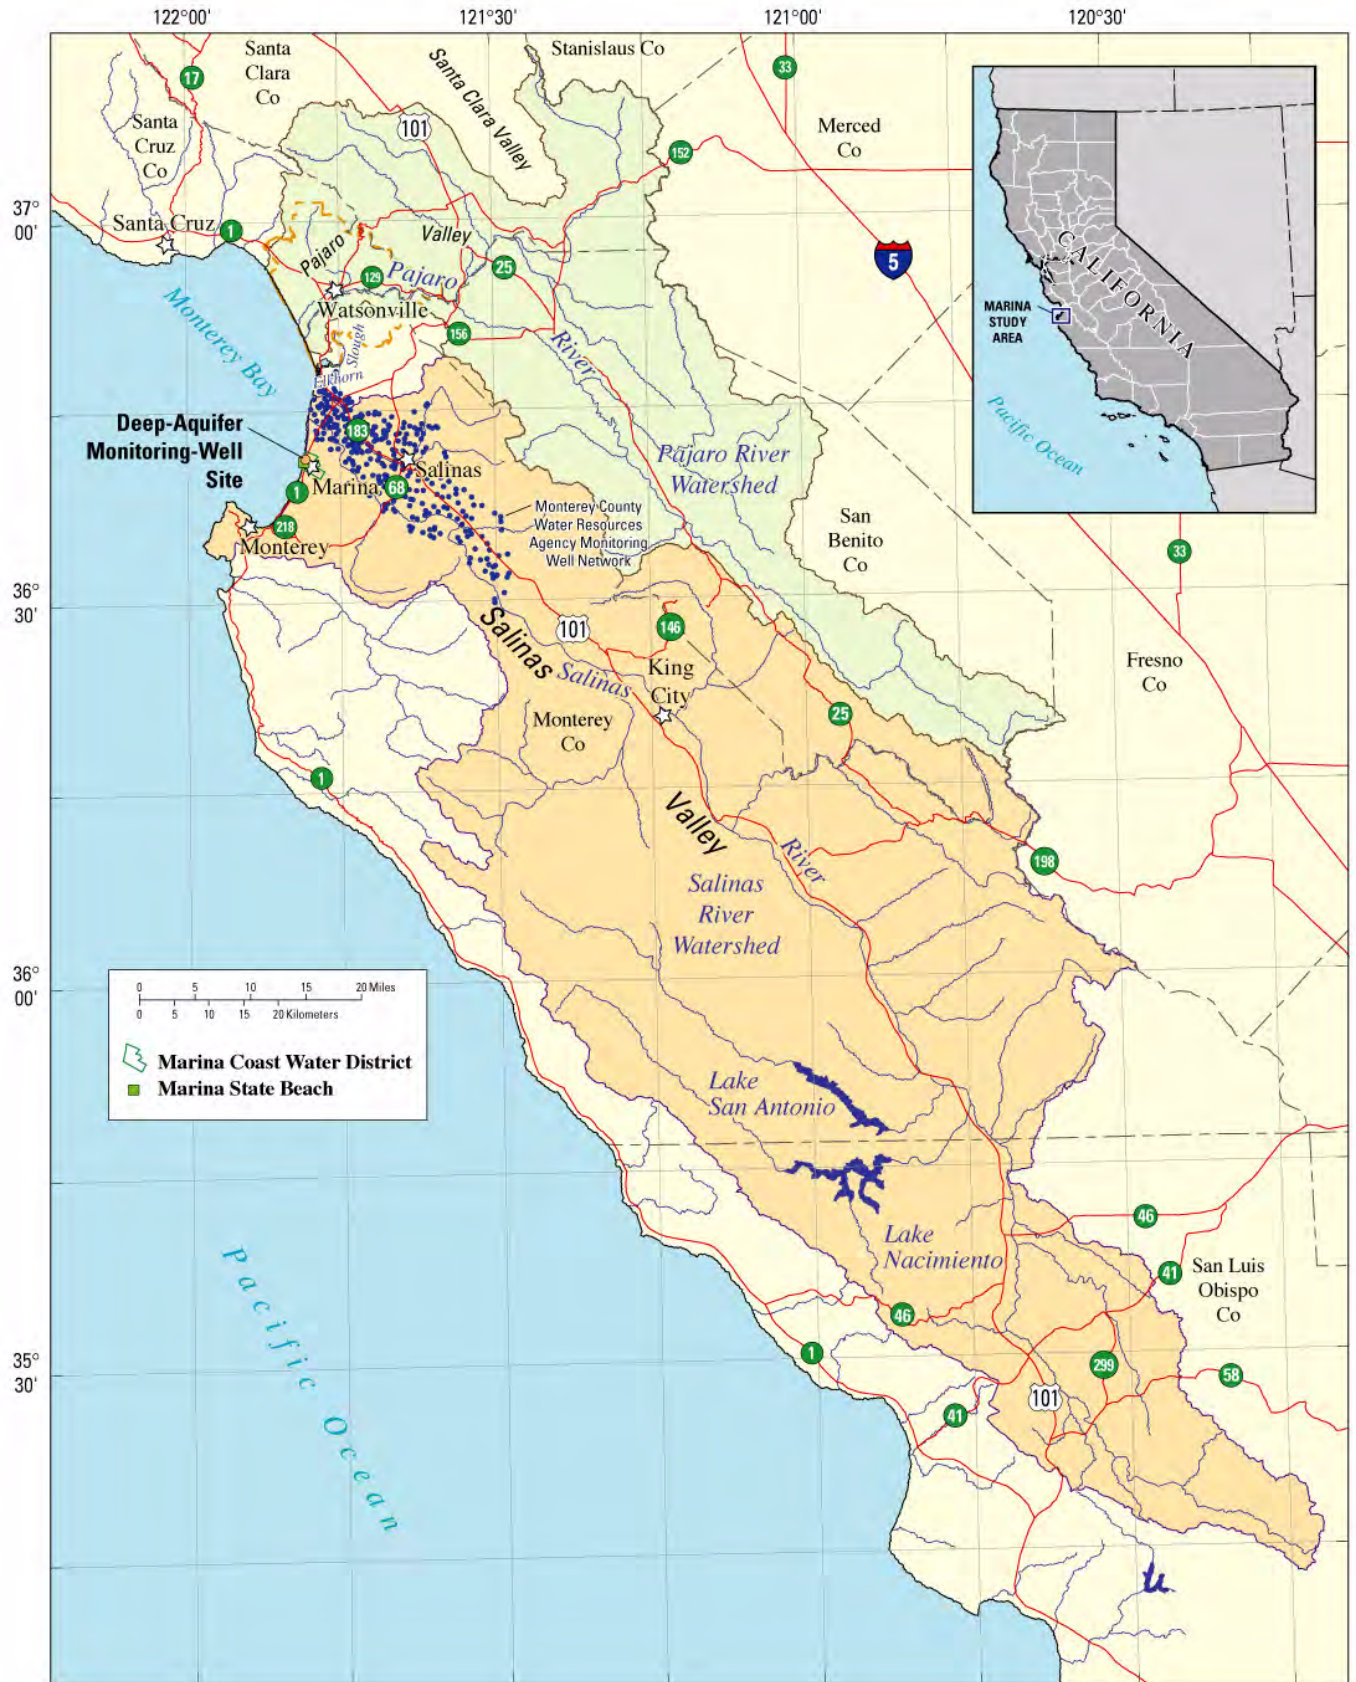 122°00'
121°30'
121°00'
120°30'
Santa
Clara
Co
Stanislaus Co
Santa Clara Valley
17
33
101
Santa
Cruz
Co
152
Merced
Co
37°
00'
Santa Cruz
1
Pajaro
Valley
129
Pajaro
25
5
Watsonville
156
River
Monterey Bay
Slough
Elkhorn
CALIFORNIA
MARINA
STUDY
AREA
Pacific Ocean
Deep-Aquifer
Monitoring-Well
Site
183
Salinas
Marina
68
1
218
Monterey
Pajaro River
Watershed
Monterey County
Water Resources
Agency Monitoring
Well Network
San
Benito
Co
33
36°
30'
Salinas
101
146
Salinas
King
City
Fresno
Co
Monterey
Co
25
1
Valley
River
198
Salinas
River
Watershed
36°
00'
0 5 10 15 20 Miles
0 5 10 15 20 Kilometers
Marina Coast Water District
Marina State Beach
Lake
San Antonio
Lake
Nacimiento
46
41
San Luis
Obispo
Co
Pacific Ocean
46
1
35°
30'
299
58
101
41